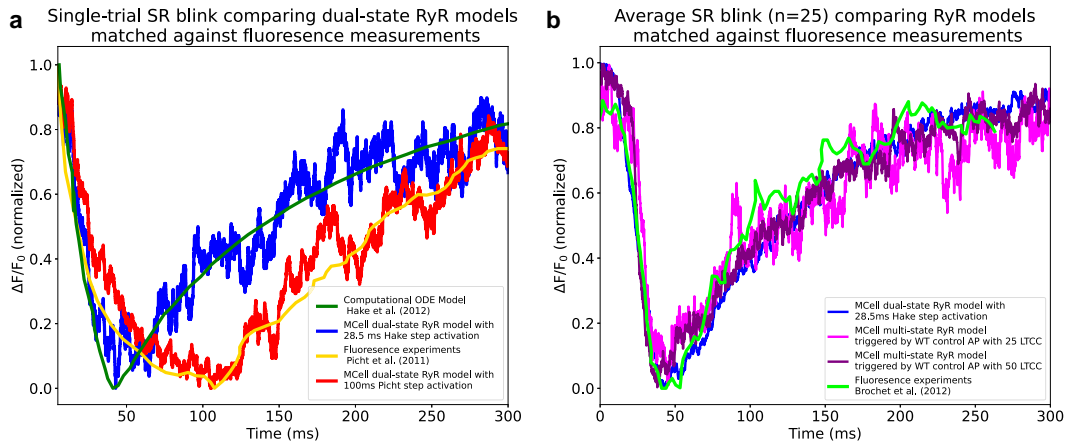 a
Single-trial SR blink comparing dual-state RyR models
matched against fluoresence measurements
ΔF/F0 (normalized)
1.0
0.8
0.6
0.4
0.2
0.0
50
100
150
200
250
300
Time (ms)
Computational ODE Model
Hake et al. (2012)
MCell dual-state RyR model with
28.5 ms Hake step activation
Fluoresence experiments
Picht et al. (2011)
MCell dual-state RyR model with
100ms Picht step activation
b
Average SR blink (n=25) comparing RyR models
matched against fluoresence measurements
ΔF/F0 (normalized)
1.0
0.8
0.6
0.4
0.2
0.0
0
50
100
150
200
250
300
Time (ms)
MCell dual-state RyR model with
28.5ms Hake step activation
MCell multi-state RyR model
triggered by WT control AP with 25 LTCC
MCell multi-state RyR model
triggered by WT control AP with 50 LTCC
Fluoresence experiments
Brochet et al. (2012)